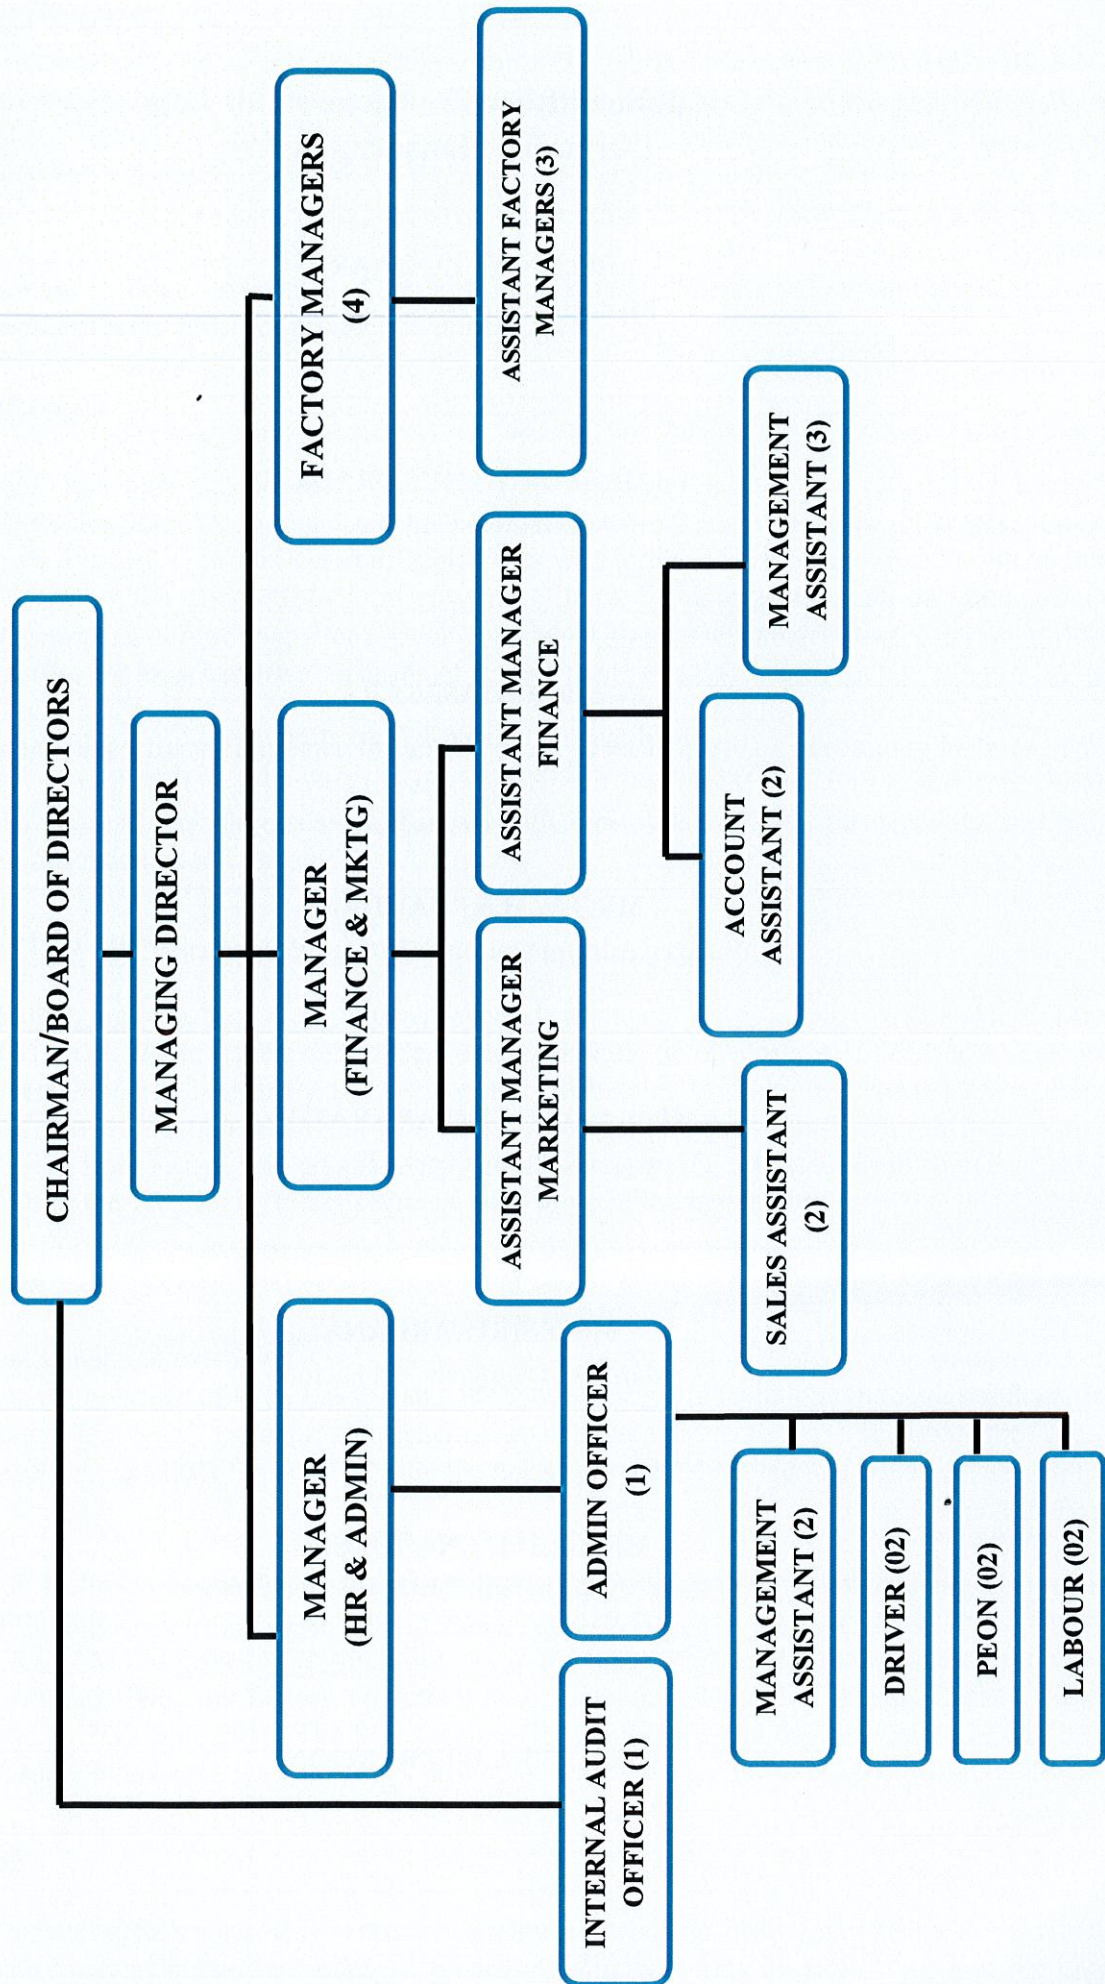 CHAIRMAN/BOARD OF DIRECTORS
MANAGING DIRECTOR
MANAGER
(HR & ADMIN)
MANAGER
(FINANCE & MKTG)
FACTORY MANAGERS
(4)
ASSISTANT MANAGER
MARKETING
ASSISTANT MANAGER
FINANCE
ASSISTANT FACTORY
MANAGERS (3)
INTERNAL AUDIT
OFFICER (1)
ADMIN OFFICER
(1)
SALES ASSISTANT
(2)
ACCOUNT
ASSISTANT (2)
MANAGEMENT
ASSISTANT (3)
MANAGEMENT
ASSISTANT (2)
DRIVER (02)
PEON (02)
LABOUR (02)